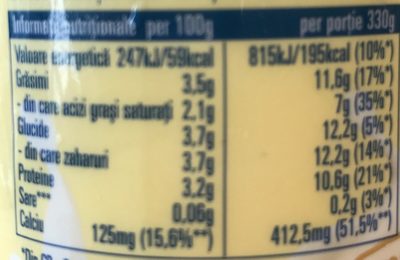 Informații nutriționale per 100g per porție 330g
Valoare energetică 247kJ/59kcal 815kJ/195kcal (10%*)
Grăsimi 3,5g 11,6g (17%*)
- din care acizi grași saturați 2,1g 7g (35%*)
Glucide 3,7g 12,2g (5%*)
- din care zaharuri 3,7g 12,2g (14%*)
Proteine 3,2g 10,6g (21%*)
Sare*** 0,06g 0,2g (3%*)
Calciu 125mg (15,6%**) 412,5mg (51,5%**)